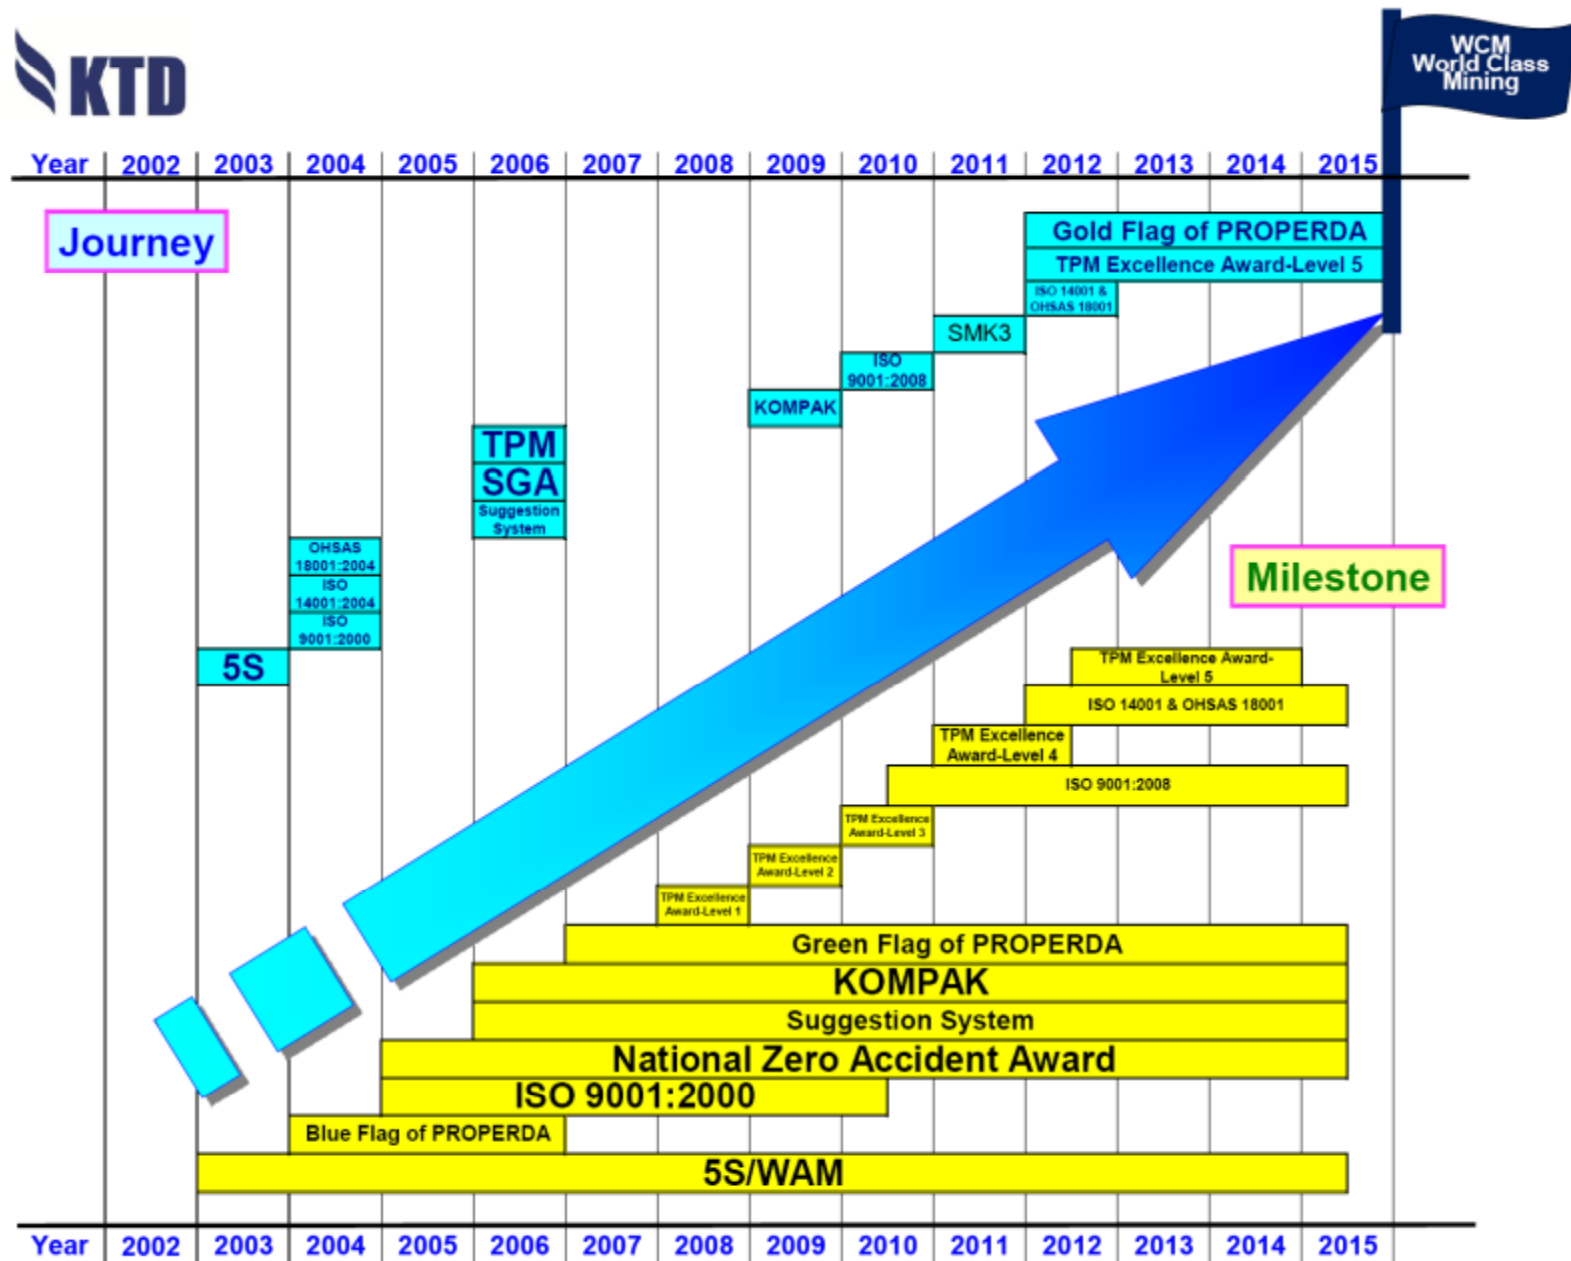 KTD
WCM
World Class
Mining
Year 2002 2003 2004 2005 2006 2007 2008 2009 2010 2011 2012 2013 2014 2015
Journey
Gold Flag of PROPERDA
TPM Excellence Award-Level 5
ISO 14001 &
OHSAS 18001
SMK3
ISO
9001:2008
KOMPAK
TPM
SGA
Suggestion
System
OHSAS
18001:2004
ISO
14001:2004
ISO
9001:2000
5S
Milestone
TPM Excellence Award-
Level 5
ISO 14001 & OHSAS 18001
TPM Excellence
Award-Level 4
ISO 9001:2008
TPM Excellence
Award-Level 3
TPM Excellence
Award-Level 2
TPM Excellence
Award-Level 1
Green Flag of PROPERDA
KOMPAK
Suggestion System
National Zero Accident Award
ISO 9001:2000
Blue Flag of PROPERDA
5S/WAM
Year 2002 2003 2004 2005 2006 2007 2008 2009 2010 2011 2012 2013 2014 2015